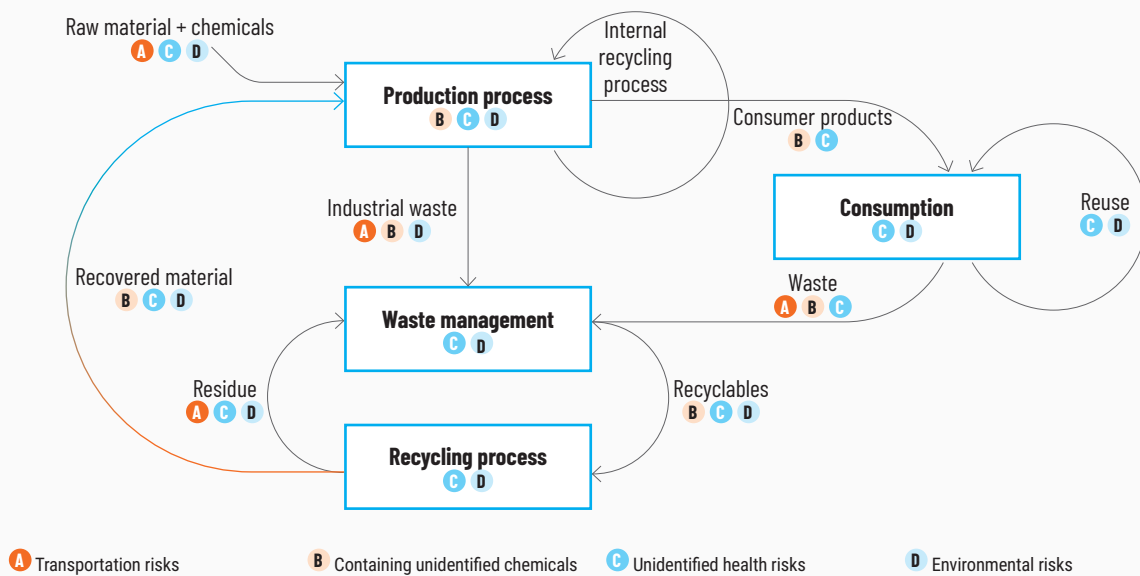 Raw material + chemicals
A C D
Internal
recycling
process
Production process
B C D
Consumer products
B C
Industrial waste
A B D
Consumption
C D
Reuse
C D
Recovered material
B C D
Waste
A B C
Waste management
C D
Residue
A C D
Recyclables
B C D
Recycling process
C D
A Transportation risks
B Containing unidentified chemicals
C Unidentified health risks
D Environmental risks